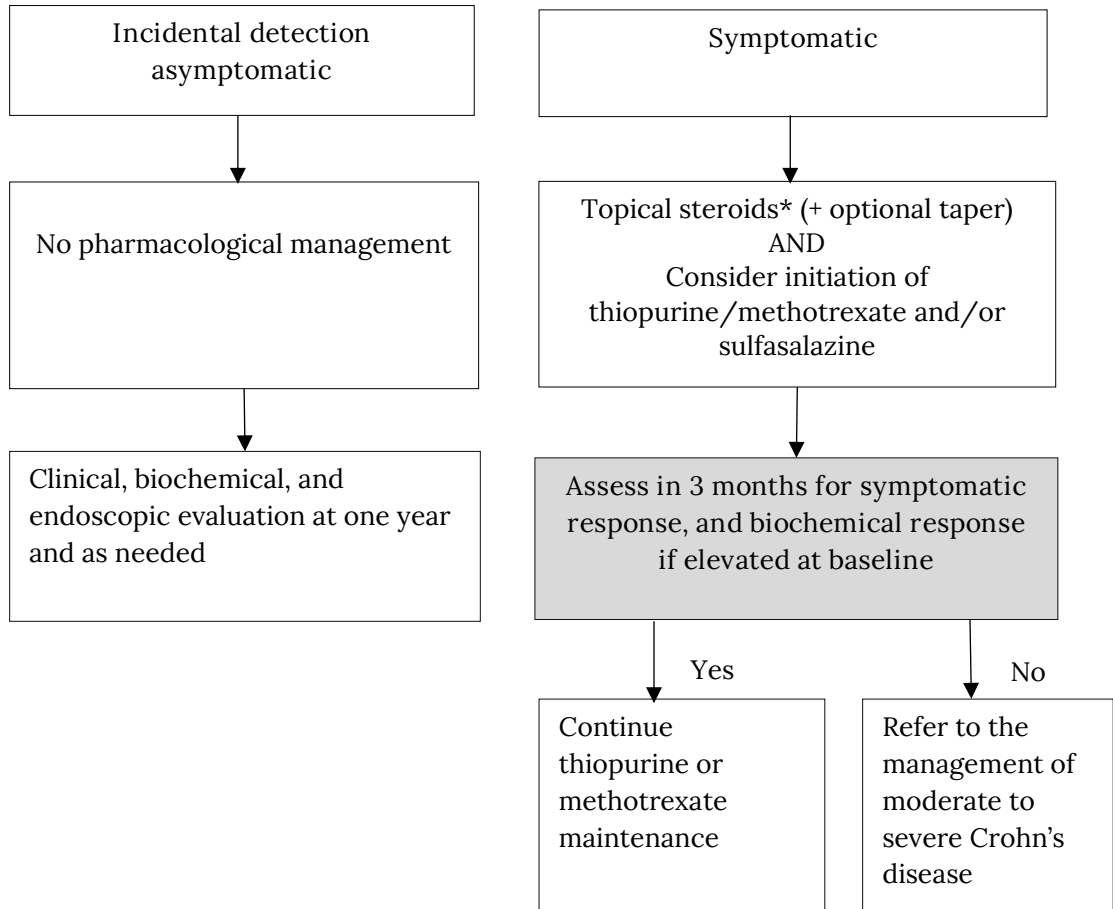 Incidental detection
asymptomatic
No pharmacological management
Clinical, biochemical, and
endoscopic evaluation at one year
and as needed
Symptomatic
Topical steroids* (+ optional taper)
AND
Consider initiation of
thiopurine/methotrexate and/or
sulfasalazine
Assess in 3 months for symptomatic
response, and biochemical response
if elevated at baseline
Yes
No
Continue
thiopurine or
methotrexate
maintenance
Refer to the
management of
moderate to
severe Crohn’s
disease